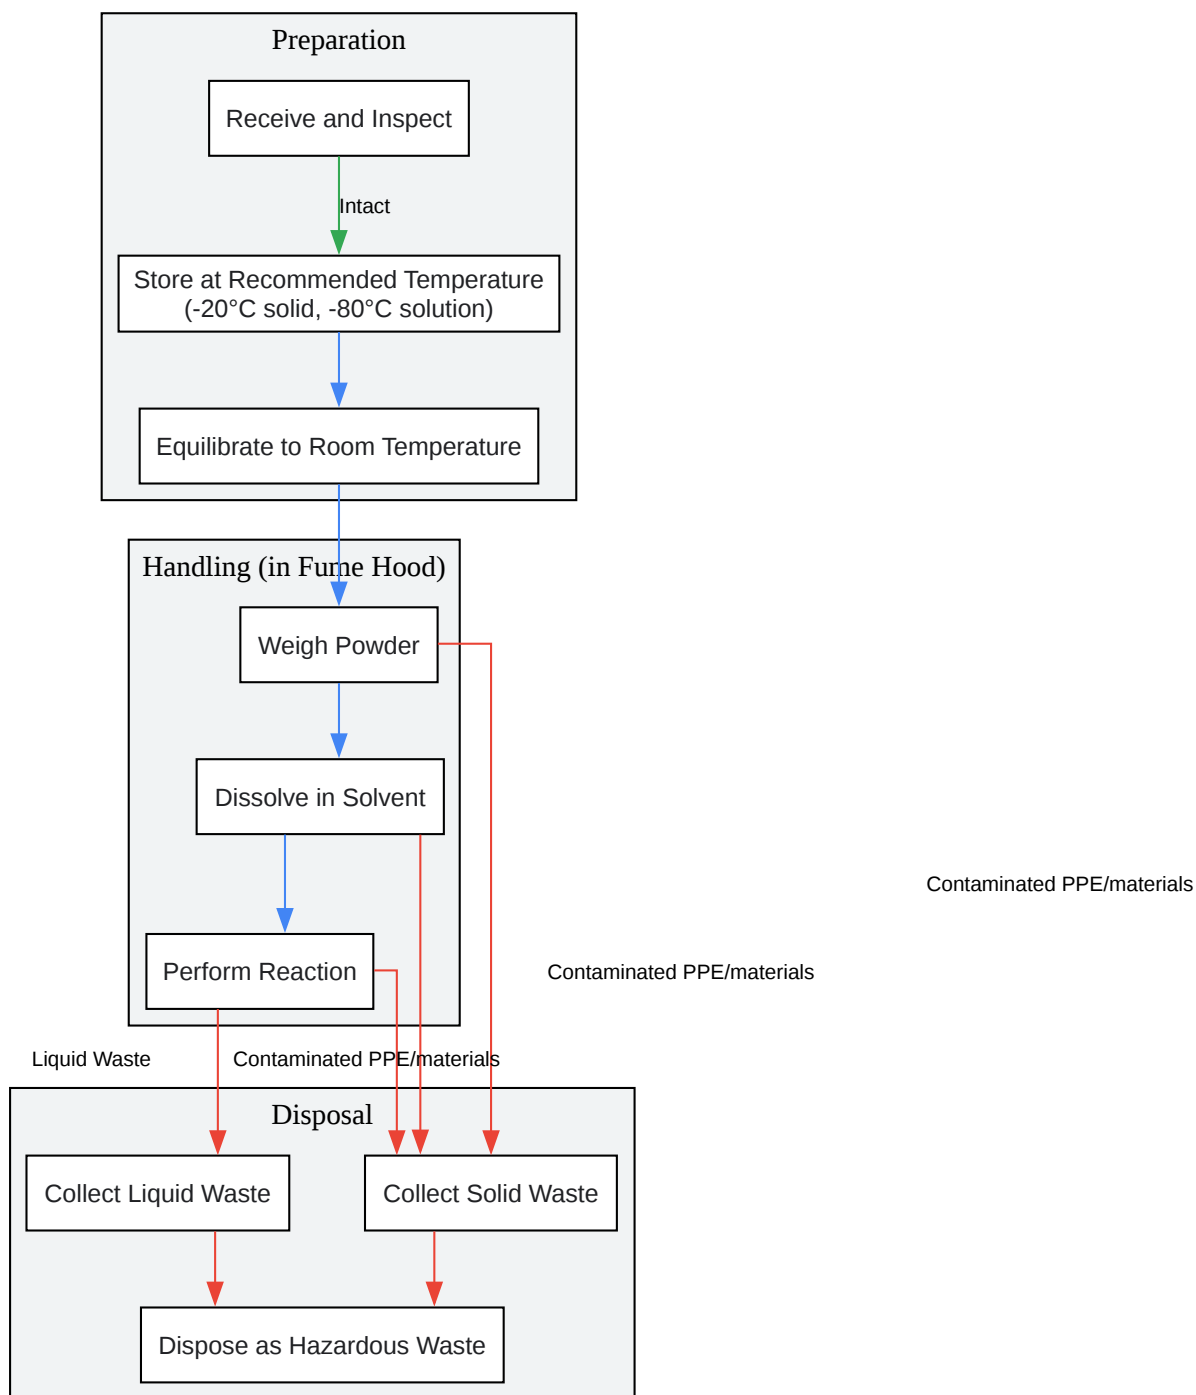 Preparation
Receive and Inspect
Intact
Store at Recommended Temperature
(-20°C solid, -80°C solution)
Equilibrate to Room Temperature
Handling (in Fume Hood)
Weigh Powder
Dissolve in Solvent
Contaminated PPE/materials
Perform Reaction
Contaminated PPE/materials
Liquid Waste
Contaminated PPE/materials
Disposal
Collect Liquid Waste
Collect Solid Waste
Dispose as Hazardous Waste